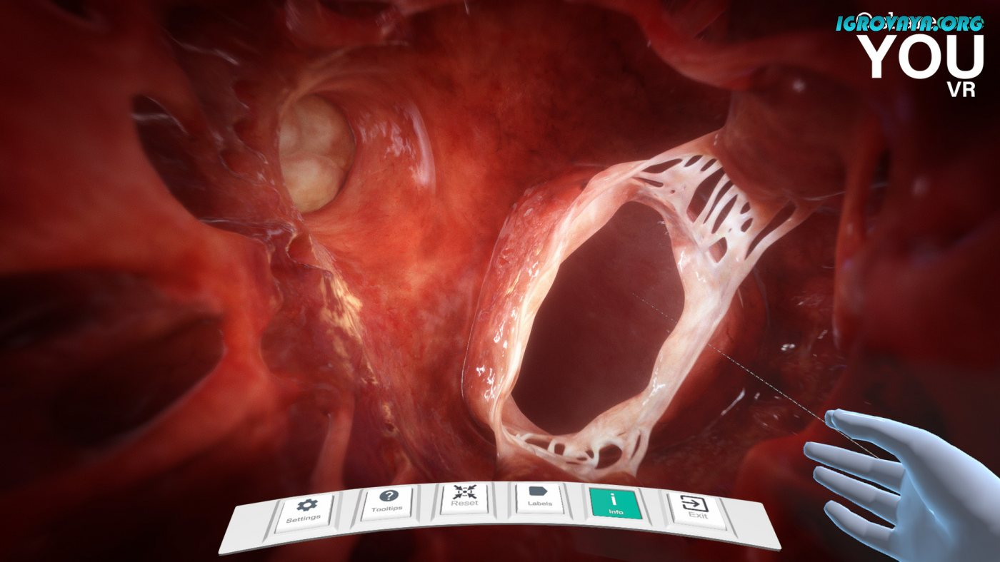 IGROVAYA.ORG
YOU
VR
Settings
Tooltips
Reset
Labels
Info
Exit